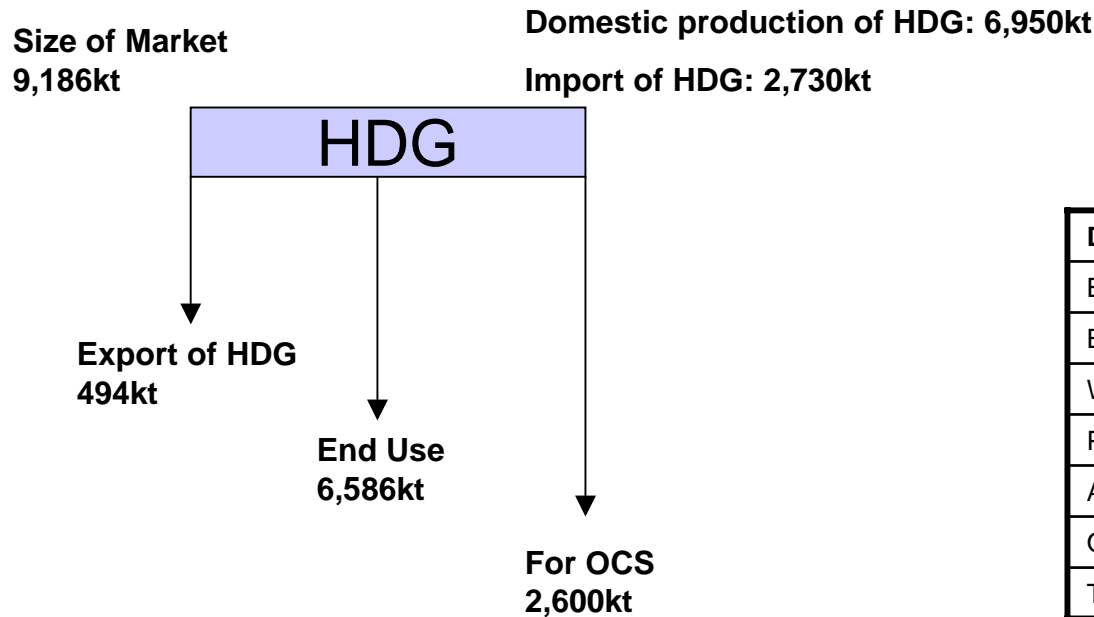 Size of Market
9,186kt
Domestic production of HDG: 6,950kt
Import of HDG: 2,730kt
HDG
Export of HDG
494kt
End Use
6,586kt
For OCS
2,600kt